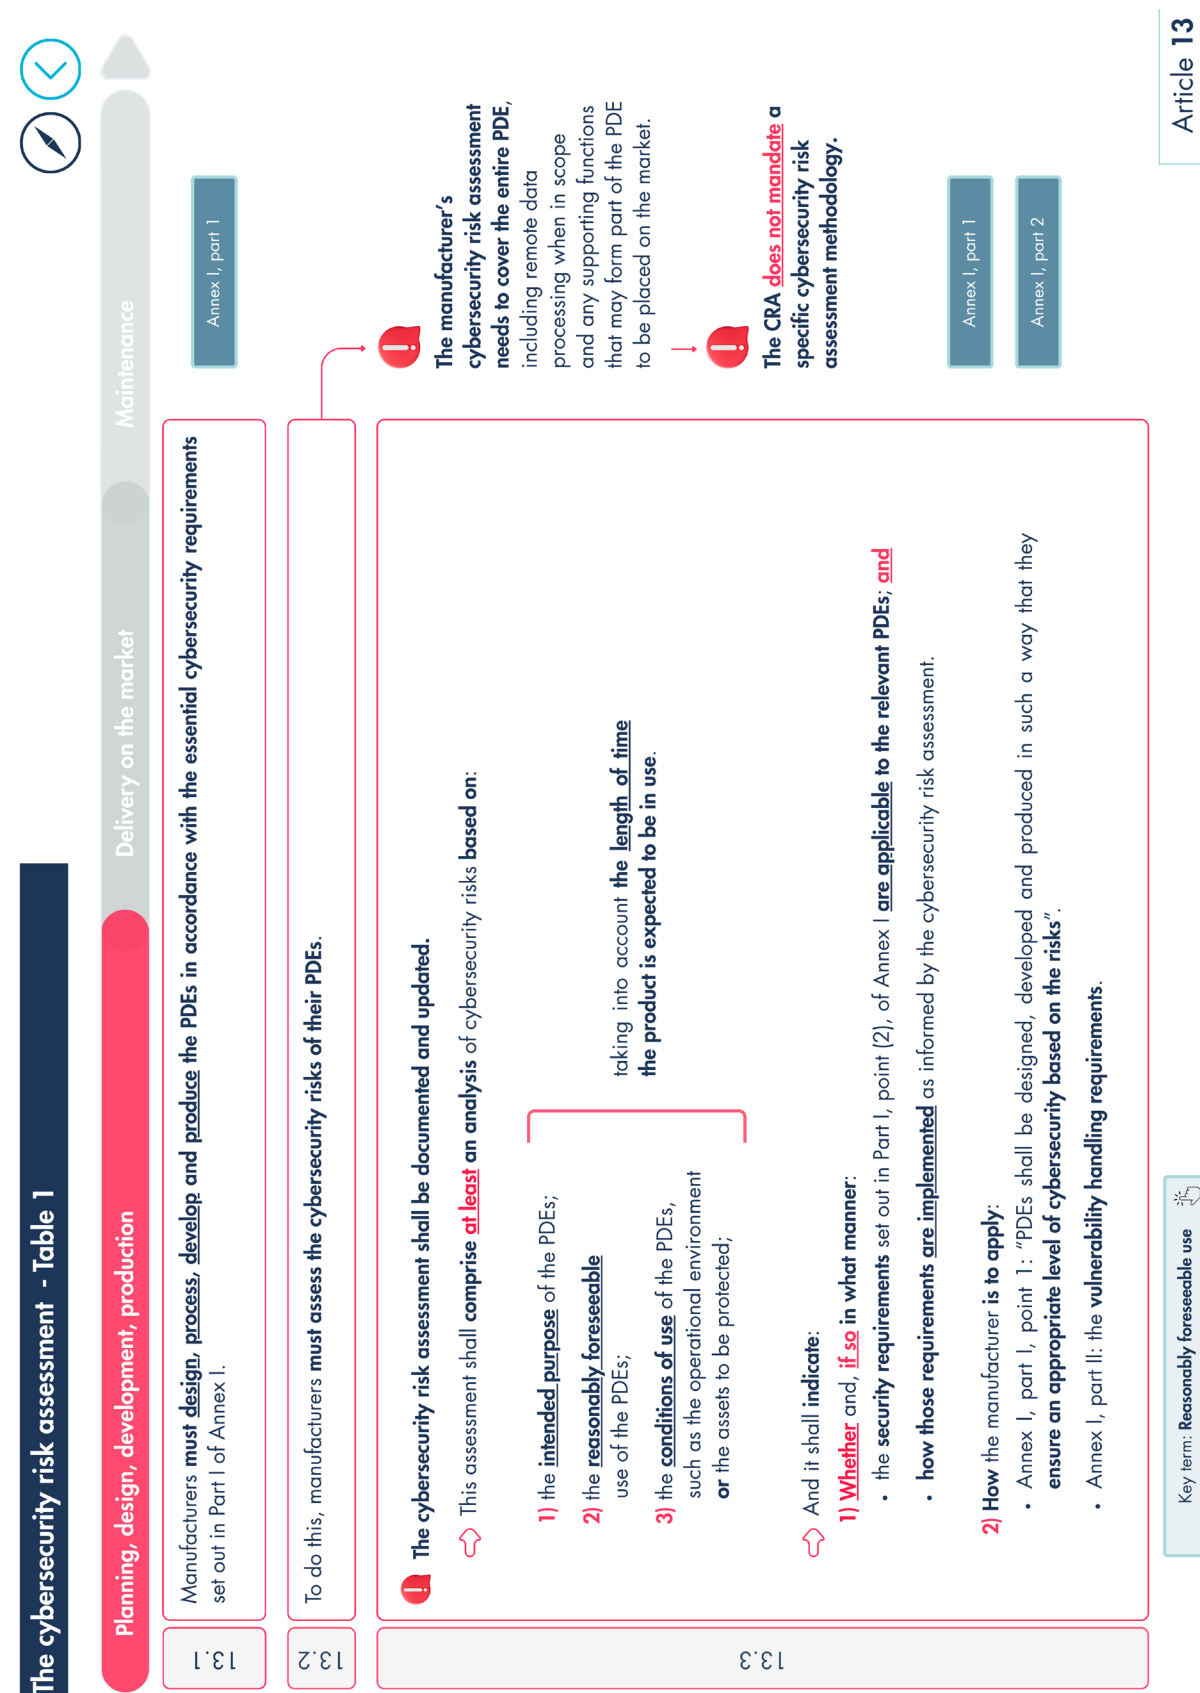 The cybersecurity risk assessment - Table 1
Planning, design, development, production
Delivery on the market
Maintenance
13.1
Manufacturers must design, process, develop and produce the PDEs in accordance with the essential cybersecurity requirements
set out in Part I of Annex I.
Annex I, part 1
13.2
To do this, manufacturers must assess the cybersecurity risks of their PDEs.
The manufacturer's
cybersecurity risk assessment
needs to cover the entire PDE,
including remote data
processing when in scope
and any supporting functions
that may form part of the PDE
to be placed on the market.
The CRA does not mandate a
specific cybersecurity risk
assessment methodology.
13.3
The cybersecurity risk assessment shall be documented and updated.
This assessment shall comprise at least an analysis of cybersecurity risks based on:
1) the intended purpose of the PDEs;
2) the reasonably foreseeable
use of the PDEs;
3) the conditions of use of the PDEs,
such as the operational environment
or the assets to be protected;
taking into account the length of time
the product is expected to be in use.
And it shall indicate:
1) Whether and, if so in what manner:
• the security requirements set out in Part I, point (2), of Annex I are applicable to the relevant PDEs; and
• how those requirements are implemented as informed by the cybersecurity risk assessment.
2) How the manufacturer is to apply:
• Annex I, part I, point 1: “PDEs shall be designed, developed and produced in such a way that they
ensure an appropriate level of cybersecurity based on the risks”.
• Annex I, part II: the vulnerability handling requirements.
Annex I, part 1
Annex I, part 2
Key term: Reasonably foreseeable use
Article 13